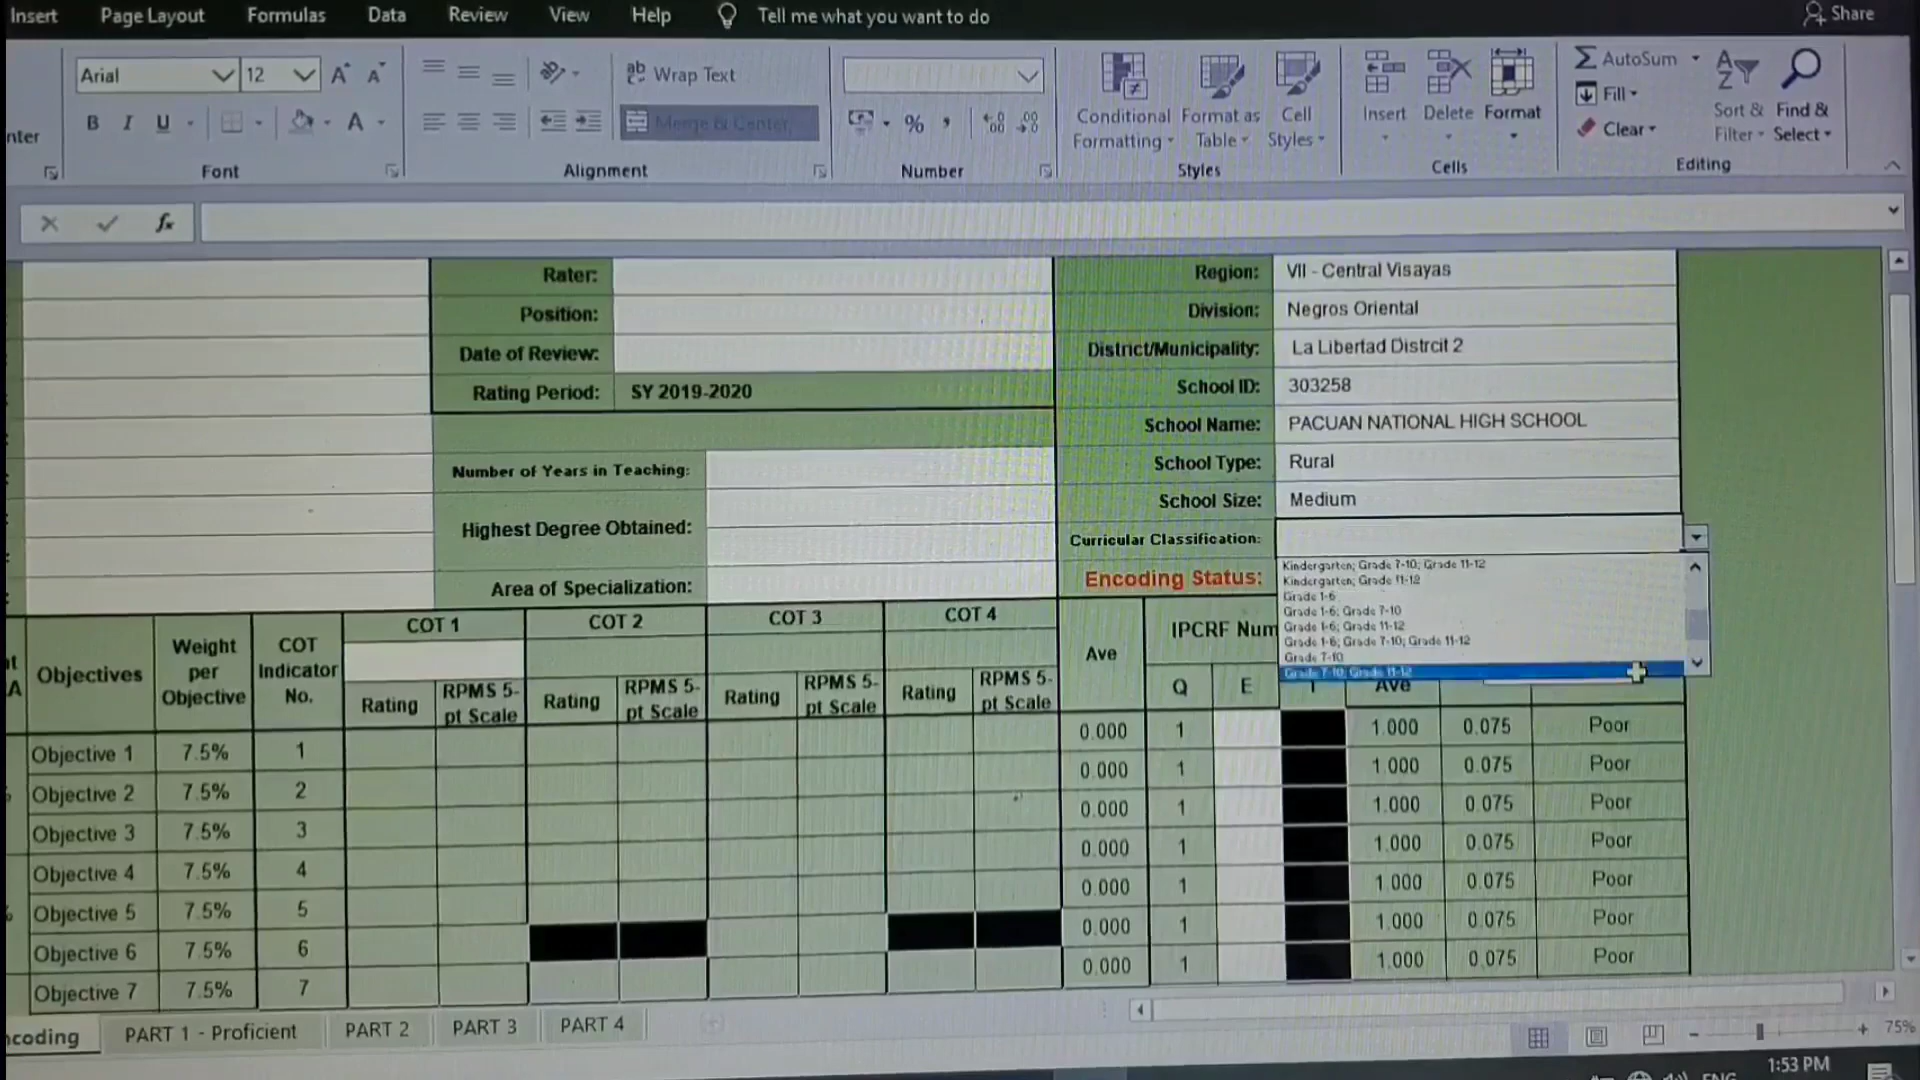 Insert Page Layout Formulas Data Review View Help Tell me what you want to do Share
Arial 12 Wrap Text
Merge & Center
B I U A % ,
Font Alignment Number
Conditional Formatting Format as Table Cell Styles
Styles
Insert Delete Format
Cells
AutoSum
Fill
Clear
Sort & Filter Find & Select
Editing
fx
Rater:
Position:
Date of Review:
Rating Period: SY 2019-2020
Number of Years in Teaching:
Highest Degree Obtained:
Area of Specialization:
Region: VII - Central Visayas
Division: Negros Oriental
District/Municipality: La Libertad Distrcit 2
School ID: 303258
School Name: PACUAN NATIONAL HIGH SCHOOL
School Type: Rural
School Size: Medium
Curricular Classification:
Encoding Status:
Kindergarten; Grade 7-10; Grade 11-12
Kindergarten; Grade 11-12
Grade 1-6
Grade 1-6; Grade 7-10
Grade 1-6; Grade 11-12
Grade 1-6; Grade 7-10; Grade 11-12
Grade 7-10
Grade 7-10; Grade 11-12
Objectives Weight per Objective COT Indicator No. COT 1 COT 2 COT 3 COT 4 Ave
Rating RPMS 5-pt Scale Rating RPMS 5-pt Scale Rating RPMS 5-pt Scale Rating RPMS 5-pt Scale Q E Ave
Objective 1 7.5% 1 0.000 1 1.000 0.075 Poor
Objective 2 7.5% 2 0.000 1 1.000 0.075 Poor
Objective 3 7.5% 3 0.000 1 1.000 0.075 Poor
Objective 4 7.5% 4 0.000 1 1.000 0.075 Poor
Objective 5 7.5% 5 0.000 1 1.000 0.075 Poor
Objective 6 7.5% 6 0.000 1 1.000 0.075 Poor
Objective 7 7.5% 7 0.000 1 1.000 0.075 Poor
PART 1 - Proficient PART 2 PART 3 PART 4
75%
1:53 PM